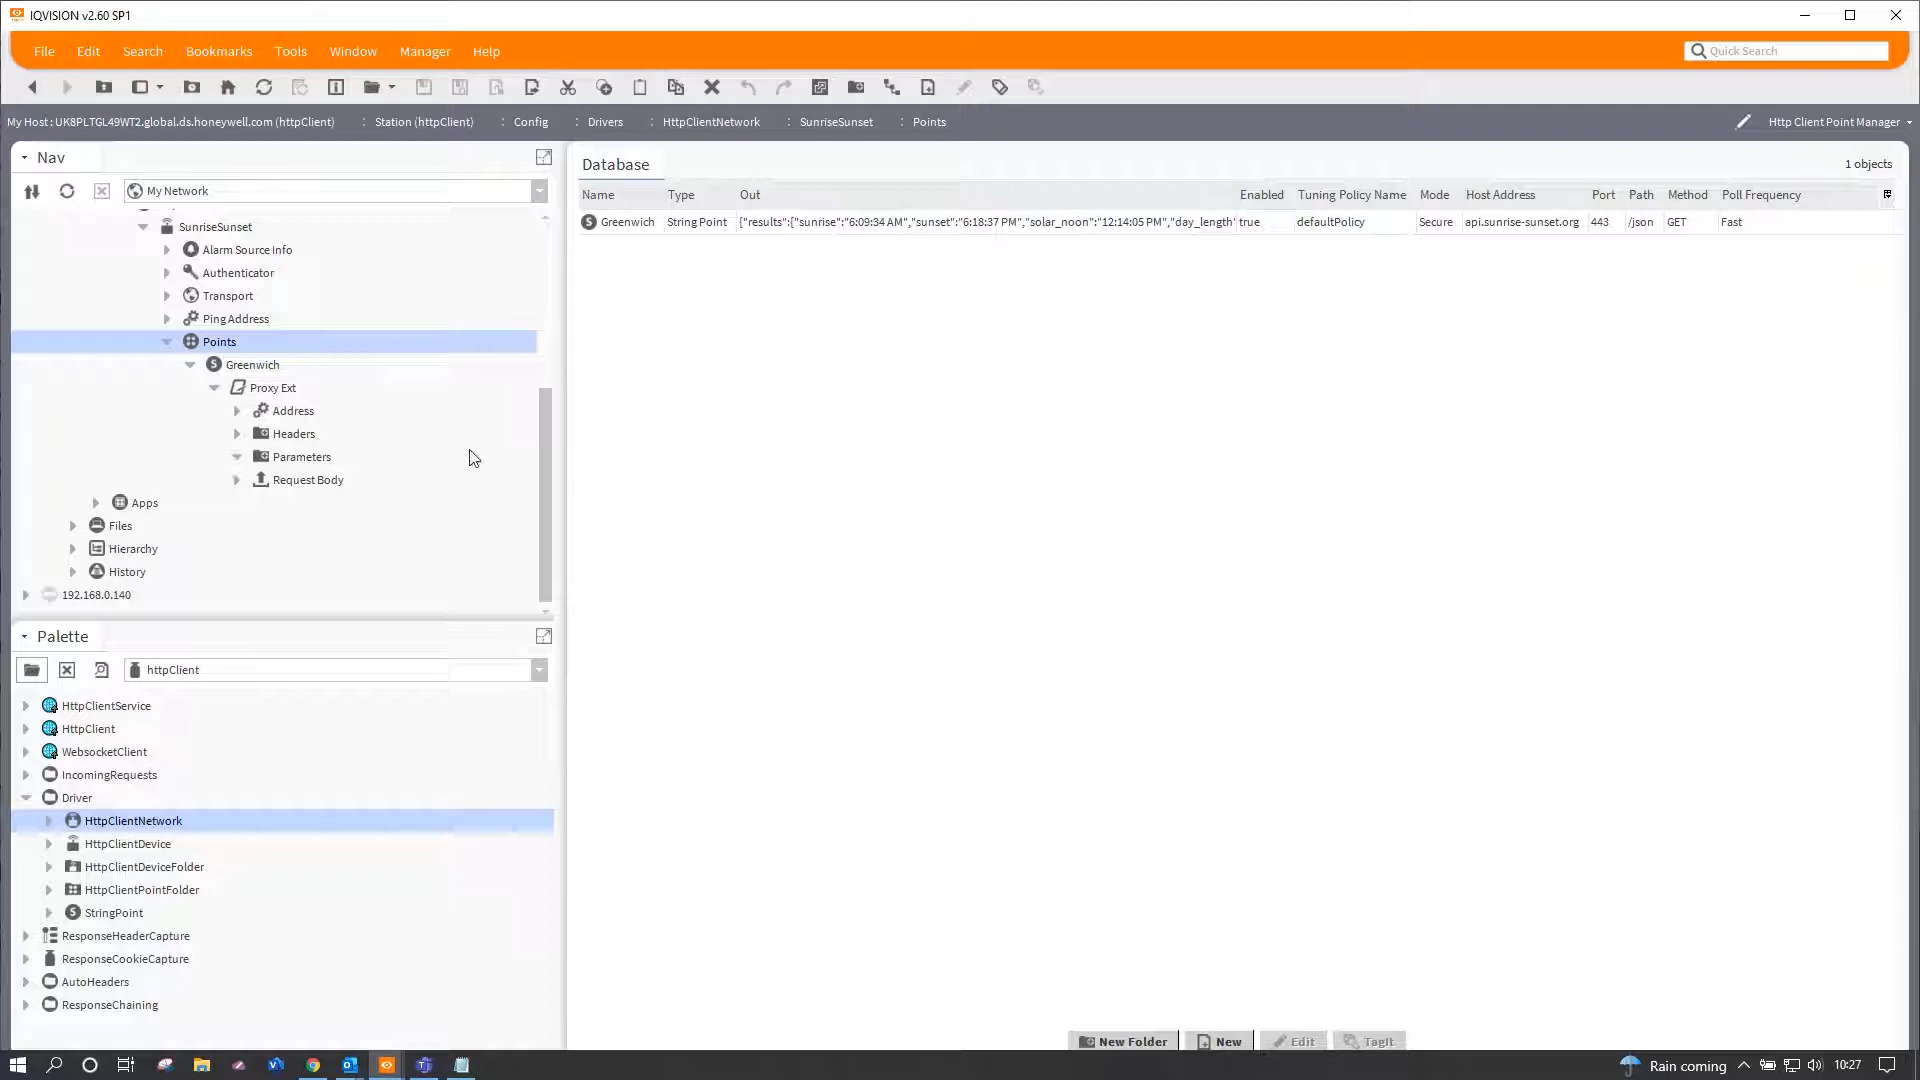 IQVISION v2.60 SP1
File Edit Search Bookmarks Tools Window Manager Help
Quick Search
My Host : UK8PLTGL49WT2.global.ds.honeywell.com (httpClient) : Station (httpClient) : Config : Drivers : HttpClientNetwork : SunriseSunset : Points
Http Client Point Manager
Nav
My Network
SunriseSunset
Alarm Source Info
Authenticator
Transport
Ping Address
Points
Greenwich
Proxy Ext
Address
Headers
Parameters
Request Body
Apps
Files
Hierarchy
History
192.168.0.140
Palette
httpClient
HttpClientService
HttpClient
WebsocketClient
IncomingRequests
Driver
HttpClientNetwork
HttpClientDevice
HttpClientDeviceFolder
HttpClientPointFolder
StringPoint
ResponseHeaderCapture
ResponseCookieCapture
AutoHeaders
ResponseChaining
Database
1 objects
Name Type Out Enabled Tuning Policy Name Mode Host Address Port Path Method Poll Frequency
Greenwich String Point {"results":{"sunrise":"6:09:34 AM","sunset":"6:18:37 PM","solar_noon":"12:14:05 PM","day_length" true defaultPolicy Secure api.sunrise-sunset.org 443 /json GET Fast
New Folder New Edit TagIt
Rain coming 10:27